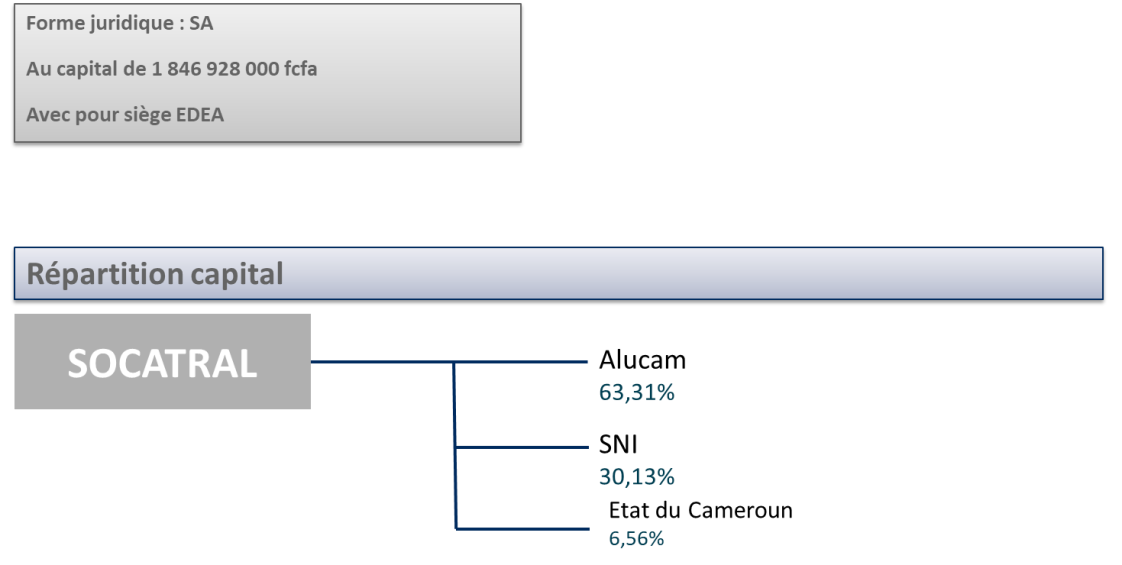 Forme juridique : SA
Au capital de 1 846 928 000 fcfa
Avec pour siège EDEA
Répartition capital
SOCATRAL
Alucam
63,31%
SNI
30,13%
Etat du Cameroun
6,56%